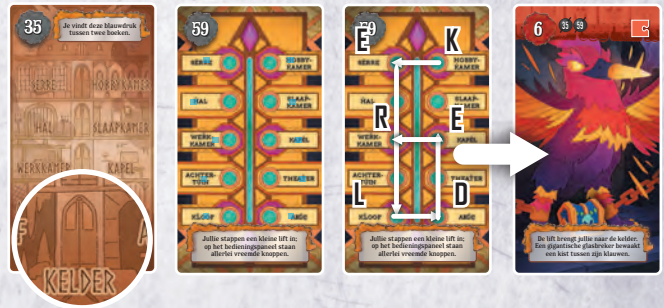 35
Je vindt deze blauwdruk
tussen twee boeken.
SERRE
HOBBYKAMER
HAL
SLAAPKAMER
WERKKAMER
KAPEL
KELDER
59
SERRE
HOBBY-
KAMER
HAL
SLAAP-
KAMER
WERK-
KAMER
KAPEL
ACHTER-
TUIN
THEATER
KLOOF
Jullie stappen een kleine lift in;
op het bedieningspaneel staan
allerlei vreemde knoppen.
59
E
K
SERRE
HOBBY-
KAMER
HAL
SLAAP-
KAMER
R
E
WERK-
KAMER
KAPEL
ACHTER-
TUIN
THEATER
L
D
KLOOF
Jullie stappen een kleine lift in;
op het bedieningspaneel staan
allerlei vreemde knoppen.
6
35
59
De lift brengt jullie naar de kelder.
Een gigantische glasbreker bewaakt
een kist tussen zijn klauwen.